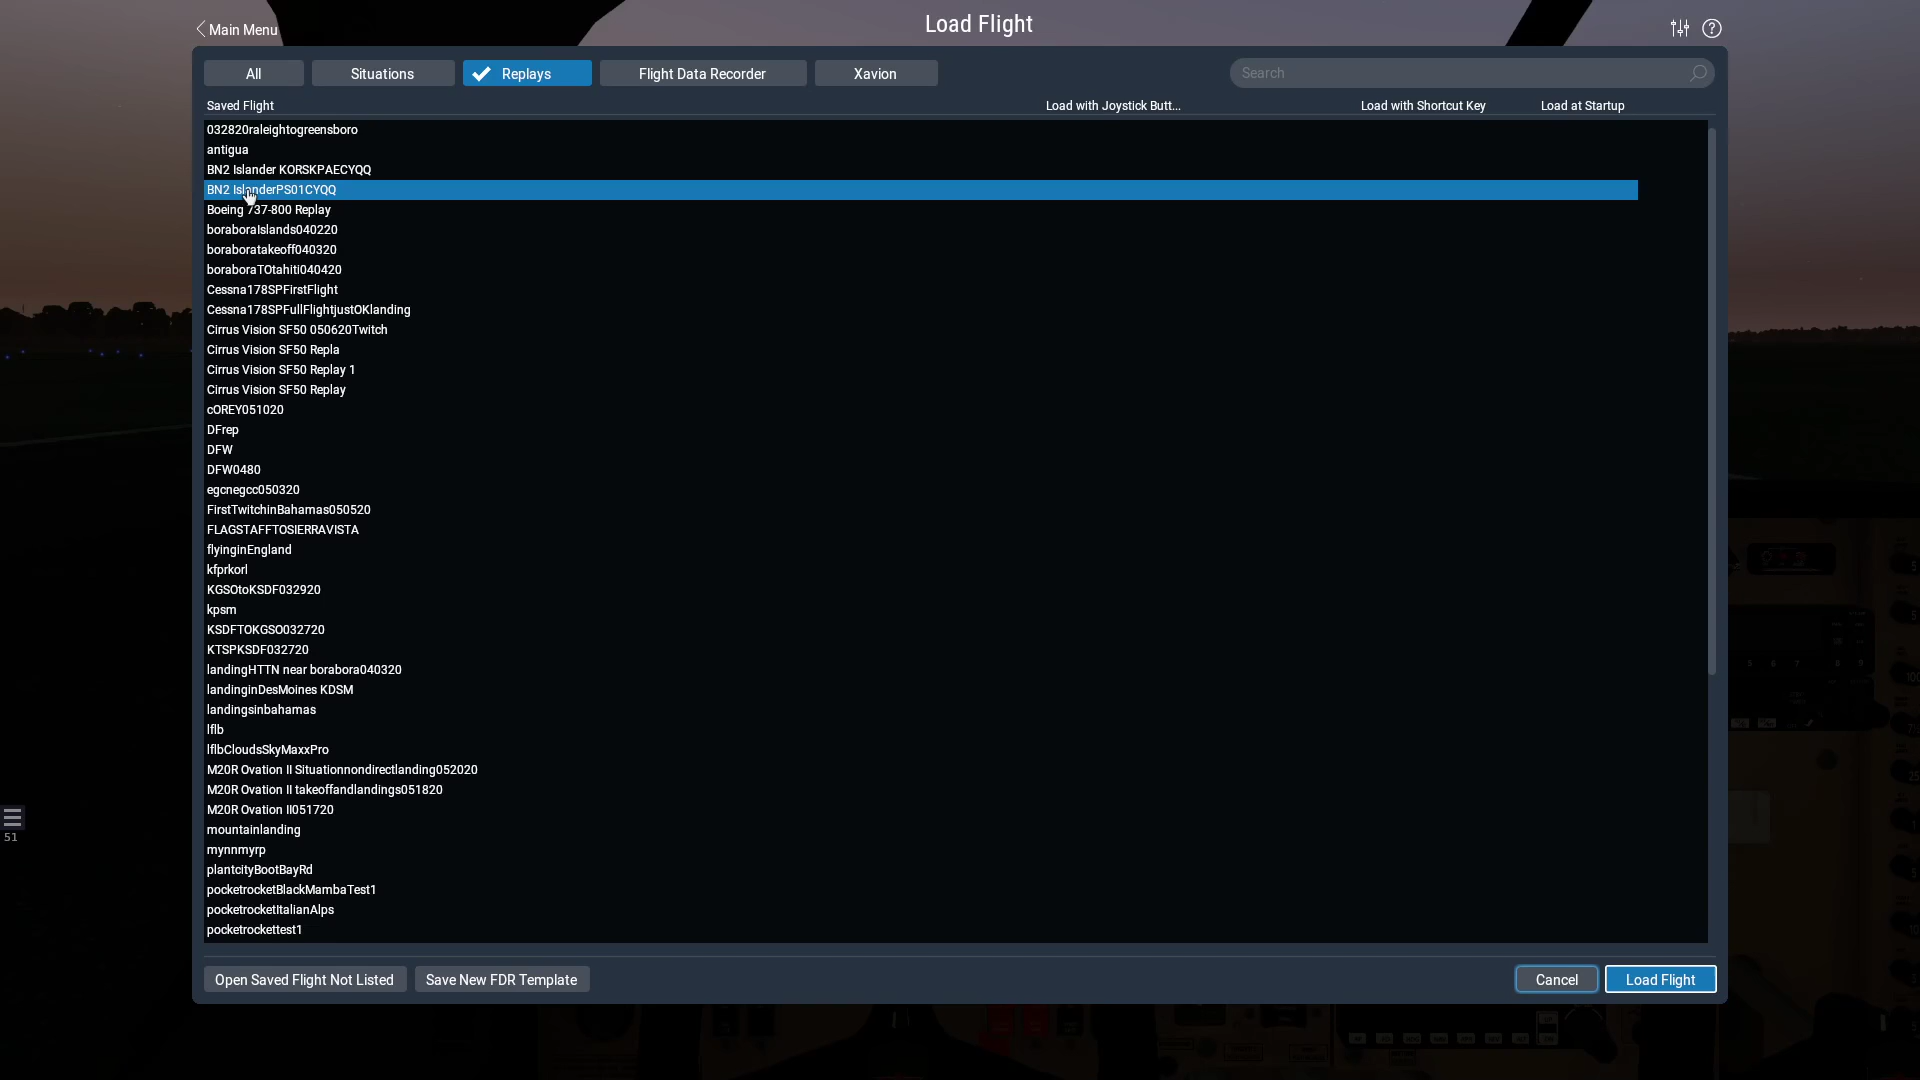 Main Menu
Load Flight
All
Situations
Replays
Flight Data Recorder
Xavion
Search
Saved Flight
Load with Joystick Butt...
Load with Shortcut Key
Load at Startup
032820raleightogreensboro
antigua
BN2 Islander KORSKPAECYQQ
BN2 IslanderPS01CYQQ
Boeing 737-800 Replay
boraboraIslands040220
boraboratakeoff040320
boraboraTOtahiti040420
Cessna178SPFirstFlight
Cessna178SPFullFlightjustOKlanding
Cirrus Vision SF50 050620Twitch
Cirrus Vision SF50 Repla
Cirrus Vision SF50 Replay 1
Cirrus Vision SF50 Replay
cOREY051020
DFrep
DFW
DFW0480
egcnegcc050320
FirstTwitchinBahamas050520
FLAGSTAFFTOSIERRAVISTA
flyinginEngland
kfprkorl
KGSOtoKSDF032920
kpsm
KSDFTOKGSO032720
KTSPKSDF032720
landingHTTN near borabora040320
landinginDesMoines KDSM
landingsinbahamas
lflb
lflbCloudsSkyMaxxPro
M20R Ovation II Situationnondirectlanding052020
M20R Ovation II takeoffandlandings051820
M20R Ovation II051720
mountainlanding
mynnmyrp
plantcityBootBayRd
pocketrocketBlackMambaTest1
pocketrocketItalianAlps
pocketrockettest1
51
Open Saved Flight Not Listed
Save New FDR Template
Cancel
Load Flight